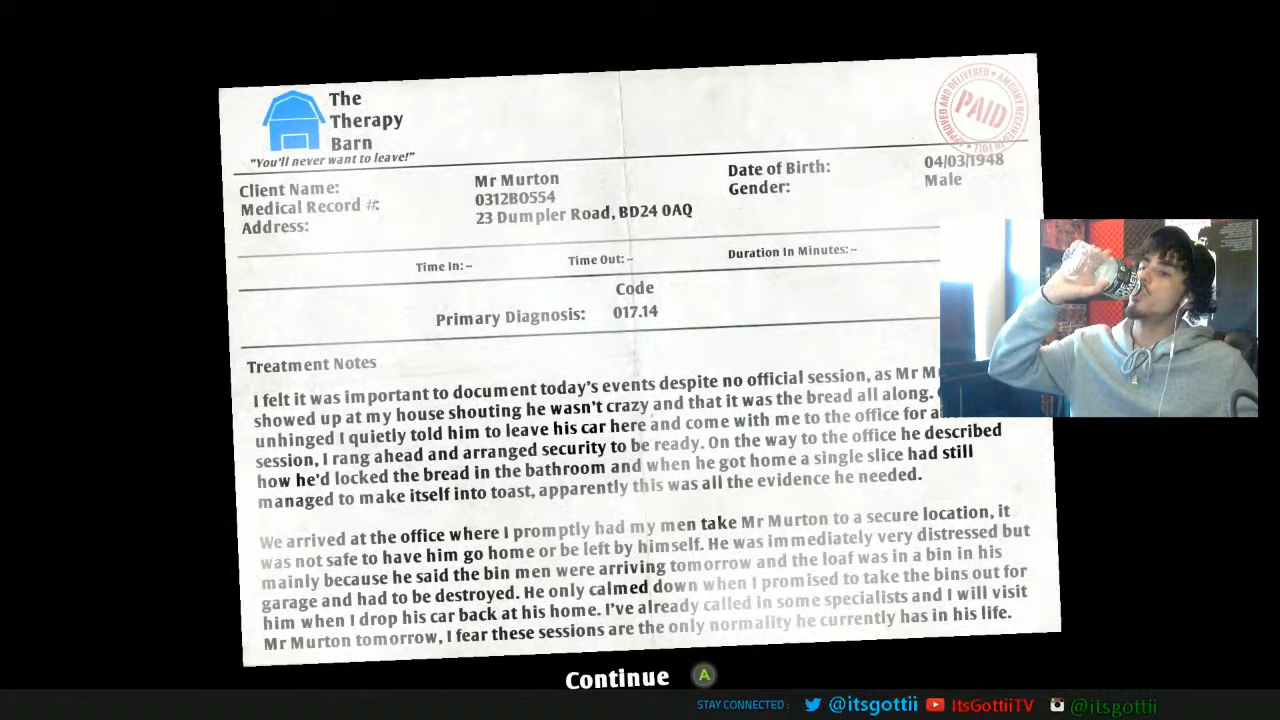 The
Therapy
Barn
"You'll never want to leave!"
APPROVED AND DELIVERED • AMOUNT RECEIVED IN FULL •
PAID
Client Name: Mr Murton Date of Birth: 04/03/1948
Medical Record #: 0312BO554 Gender: Male
Address: 23 Dumpler Road, BD24 0AQ
Time In: -- Time Out: -- Duration In Minutes: --
Code
Primary Diagnosis: 017.14
Treatment Notes
I felt it was important to document today's events despite no official session, as Mr
showed up at my house shouting he wasn't crazy and that it was the bread all along.
unhinged I quietly told him to leave his car here and come with me to the office for
session, I rang ahead and arranged security to be ready. On the way to the office he described
how he'd locked the bread in the bathroom and when he got home a single slice had still
managed to make itself into toast, apparently this was all the evidence he needed.
We arrived at the office where I promptly had my men take Mr Murton to a secure location, it
was not safe to have him go home or be left by himself. He was immediately very distressed but
mainly because he said the bin men were arriving tomorrow and the loaf was in a bin in his
garage and had to be destroyed. He only calmed down when I promised to take the bins out for
him when I drop his car back at his home. I've already called in some specialists and I will visit
Mr Murton tomorrow, I fear these sessions are the only normality he currently has in his life.
Continue A
STAY CONNECTED: @itsgottii ItsGottiiTV @itsgottii